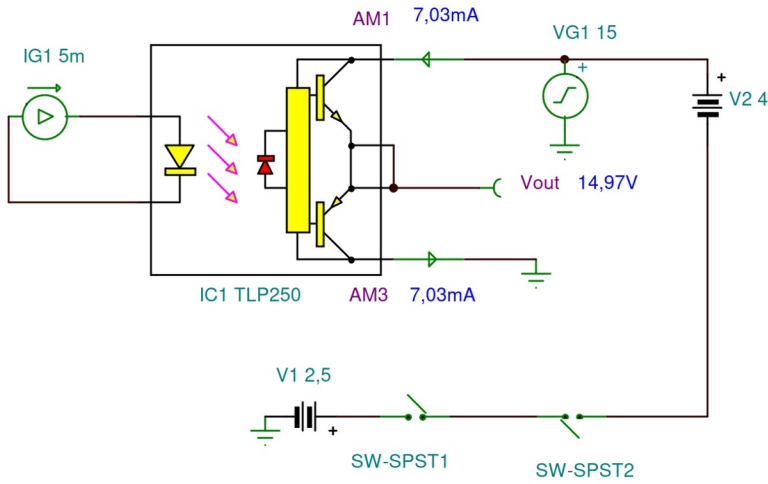 AM1 7,03mA
IG1 5m
VG1 15
+
+
V2 4
Vout 14,97V
IC1 TLP250
AM3 7,03mA
V1 2,5
+
SW-SPST1
SW-SPST2